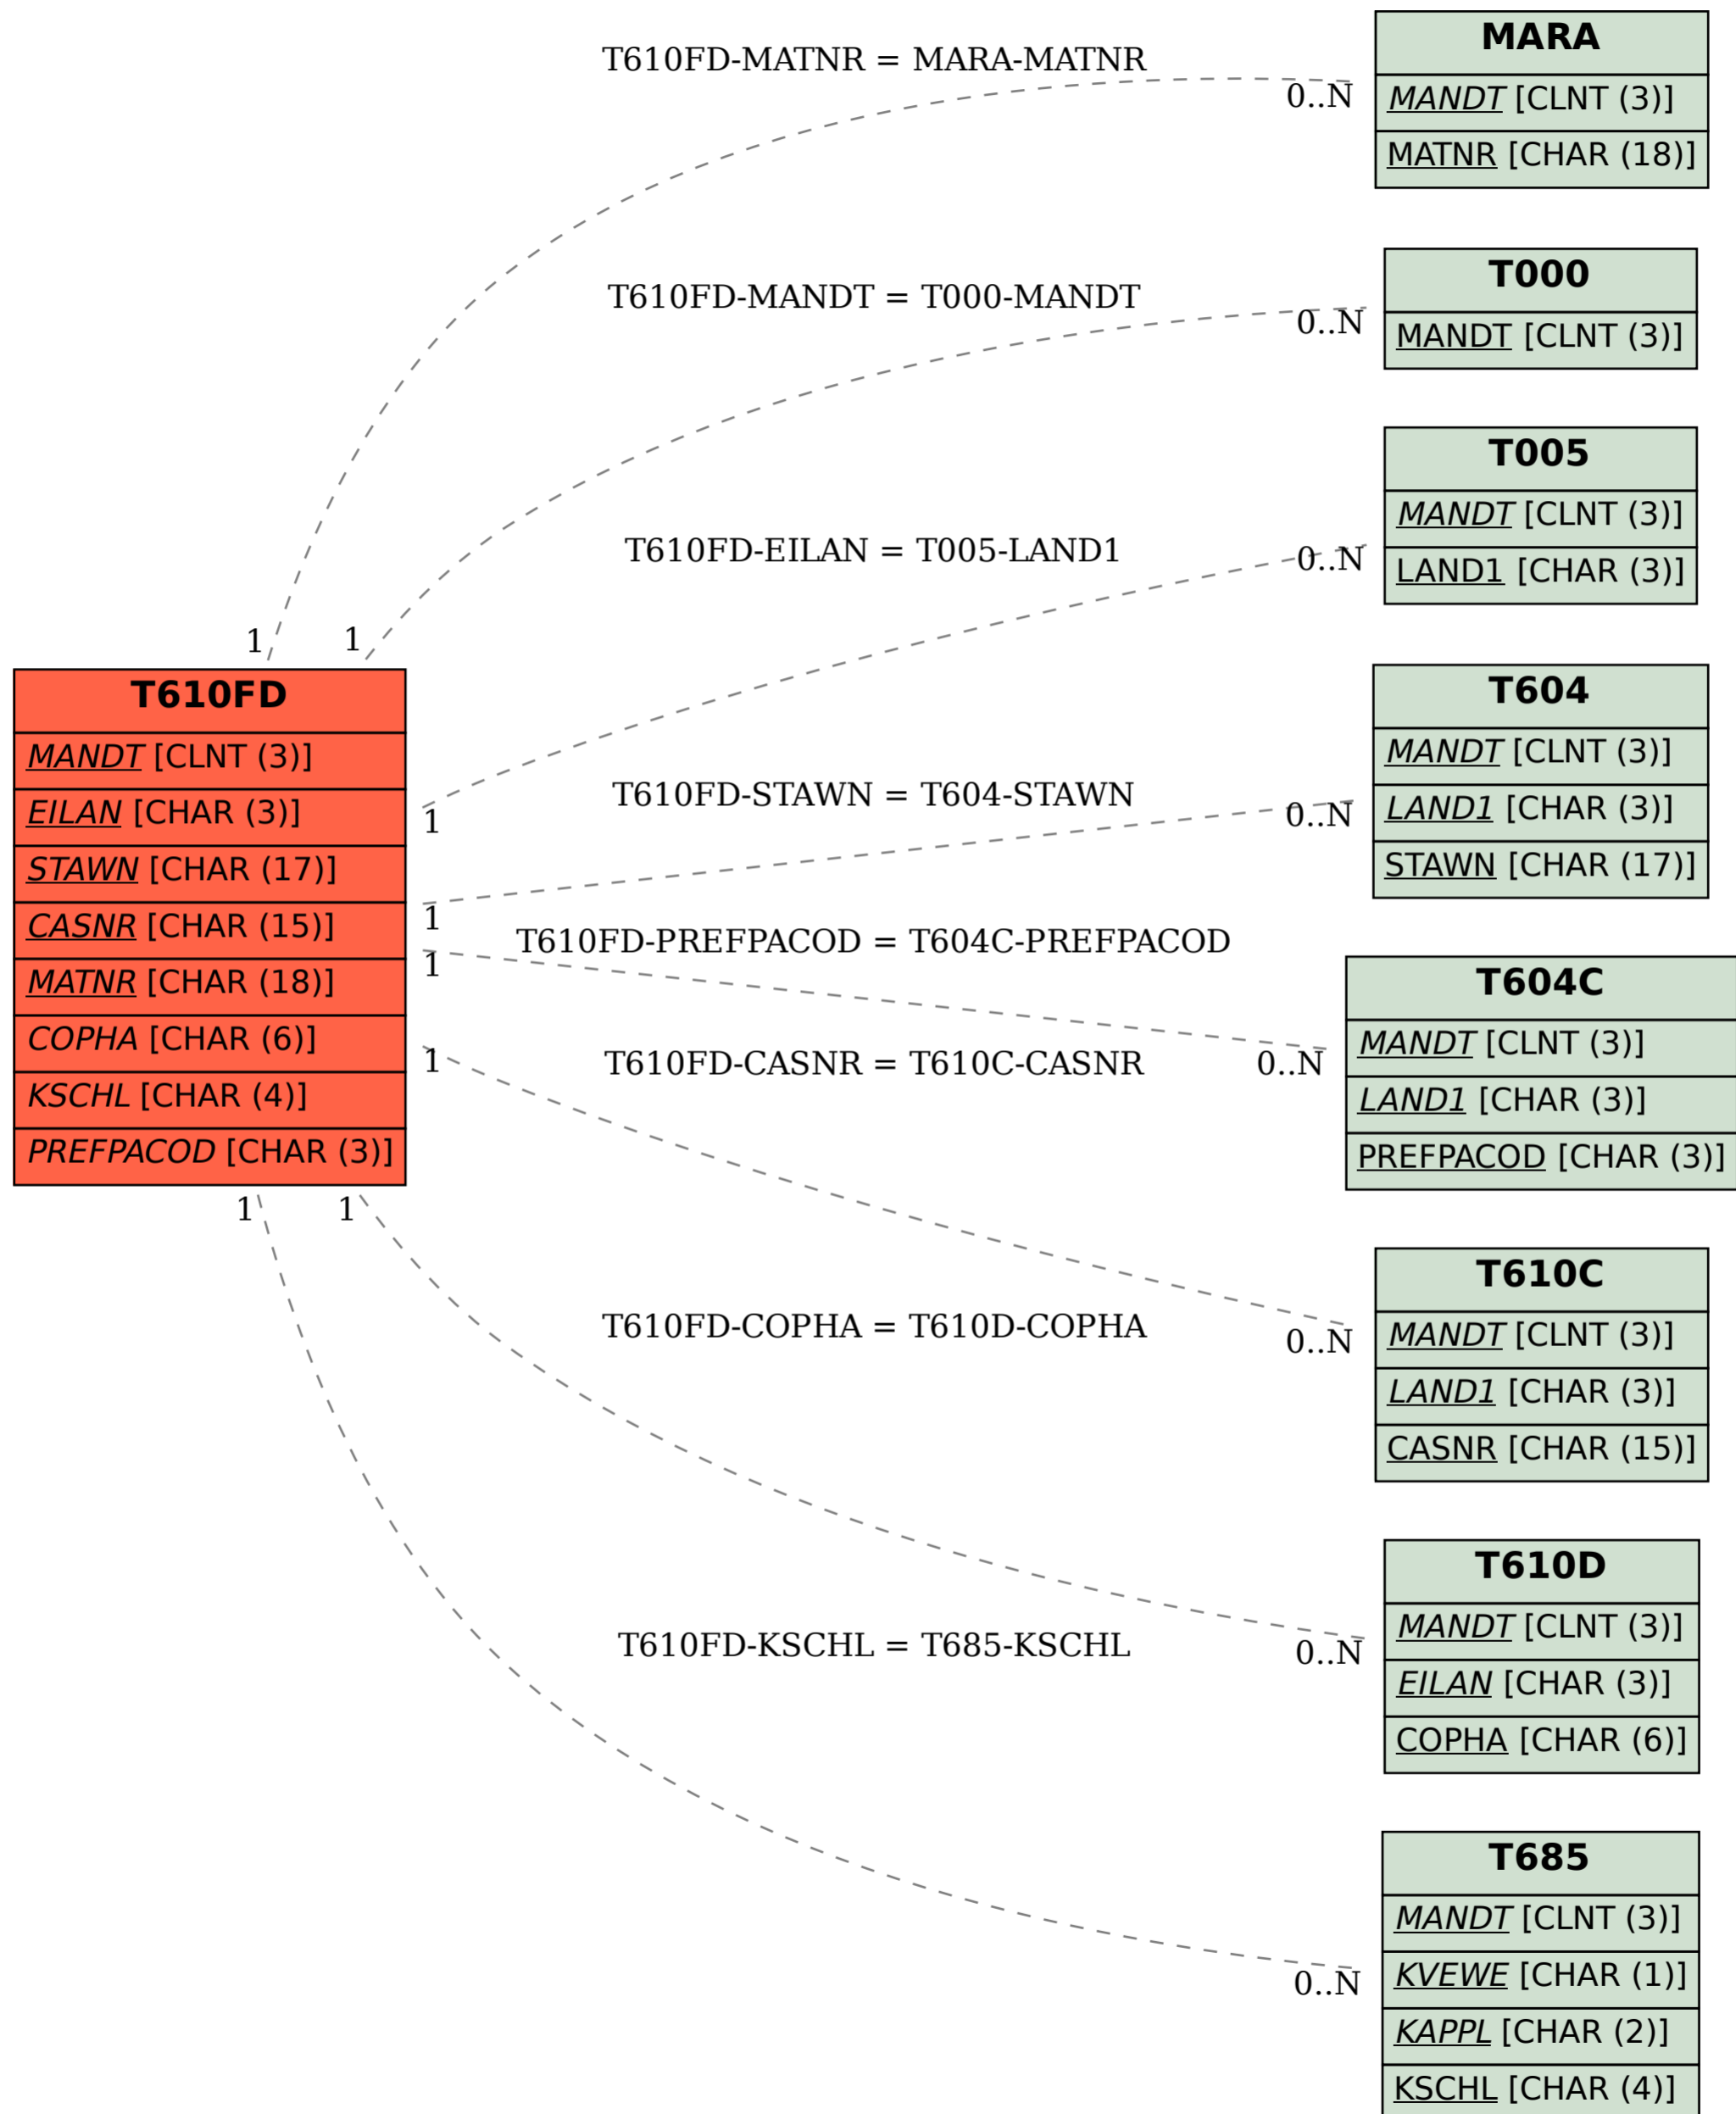 MARA
MANDT [CLNT (3)]
MATNR [CHAR (18)]
T610FD-MATNR = MARA-MATNR
0..N
1
T000
MANDT [CLNT (3)]
T610FD-MANDT = T000-MANDT
0..N
1
T005
MANDT [CLNT (3)]
LAND1 [CHAR (3)]
T610FD-EILAN = T005-LAND1
0..N
1
T610FD
MANDT [CLNT (3)]
EILAN [CHAR (3)]
STAWN [CHAR (17)]
CASNR [CHAR (15)]
MATNR [CHAR (18)]
COPHA [CHAR (6)]
KSCHL [CHAR (4)]
PREFPACOD [CHAR (3)]
T604
MANDT [CLNT (3)]
LAND1 [CHAR (3)]
STAWN [CHAR (17)]
T610FD-STAWN = T604-STAWN
0..N
1
T610FD-PREFPACOD = T604C-PREFPACOD
1
0..N
T604C
MANDT [CLNT (3)]
LAND1 [CHAR (3)]
PREFPACOD [CHAR (3)]
T610FD-CASNR = T610C-CASNR
1
0..N
T610C
MANDT [CLNT (3)]
LAND1 [CHAR (3)]
CASNR [CHAR (15)]
T610FD-COPHA = T610D-COPHA
1
0..N
T610D
MANDT [CLNT (3)]
EILAN [CHAR (3)]
COPHA [CHAR (6)]
T610FD-KSCHL = T685-KSCHL
1
0..N
T685
MANDT [CLNT (3)]
KVEWE [CHAR (1)]
KAPPL [CHAR (2)]
KSCHL [CHAR (4)]